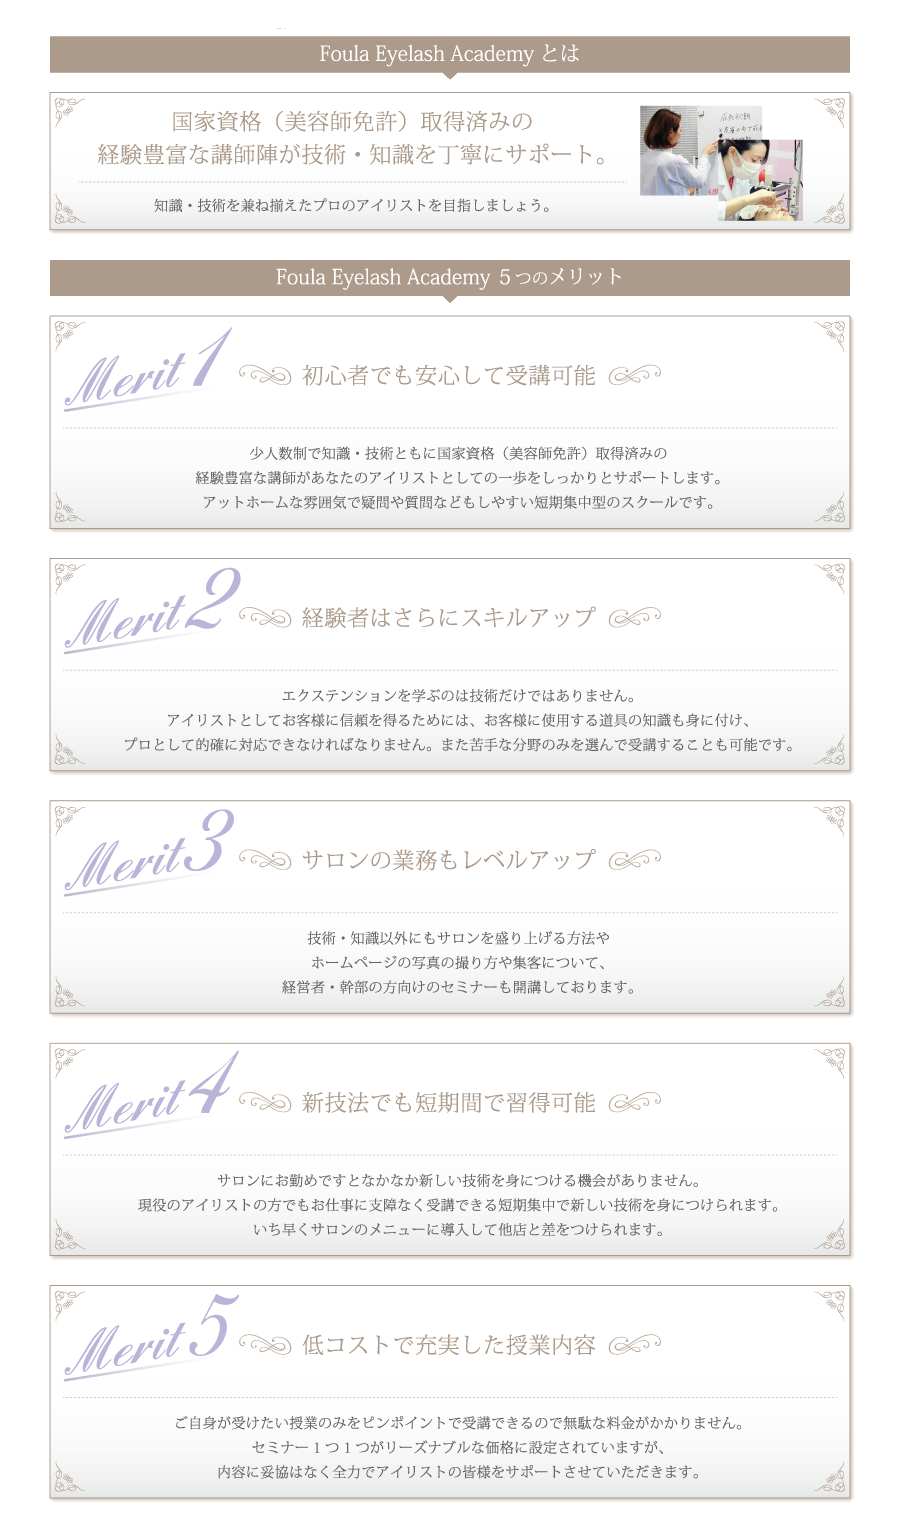 Foula Eyelash Academy とは
国家資格（美容師免許）取得済みの
経験豊富な講師陣が技術・知識を丁寧にサポート。
知識・技術を兼ね揃えたプロのアイリストを目指しましょう。
Foula Eyelash Academy ５つのメリット
Merit 1
初心者でも安心して受講可能
少人数制で知識・技術ともに国家資格（美容師免許）取得済みの
経験豊富な講師があなたのアイリストとしての一歩をしっかりとサポートします。
アットホームな雰囲気で疑問や質問などもしやすい短期集中型のスクールです。
Merit 2
経験者はさらにスキルアップ
エクステンションを学ぶのは技術だけではありません。
アイリストとしてお客様に信頼を得るためには、お客様に使用する道具の知識も身に付け、
プロとして的確に対応できなければなりません。また苦手な分野のみを選んで受講することも可能です。
Merit 3
サロンの業務もレベルアップ
技術・知識以外にもサロンを盛り上げる方法や
ホームページの写真の撮り方や集客について、
経営者・幹部の方向けのセミナーも開講しております。
Merit 4
新技法でも短期間で習得可能
サロンにお勤めですとなかなか新しい技術を身につける機会がありません。
現役のアイリストの方でもお仕事に支障なく受講できる短期集中で新しい技術を身につけられます。
いち早くサロンのメニューに導入して他店と差をつけられます。
Merit 5
低コストで充実した授業内容
ご自身が受けたい授業のみをピンポイントで受講できるので無駄な料金がかかりません。
セミナー１つ１つがリーズナブルな価格に設定されていますが、
内容に妥協はなく全力でアイリストの皆様をサポートさせていただきます。